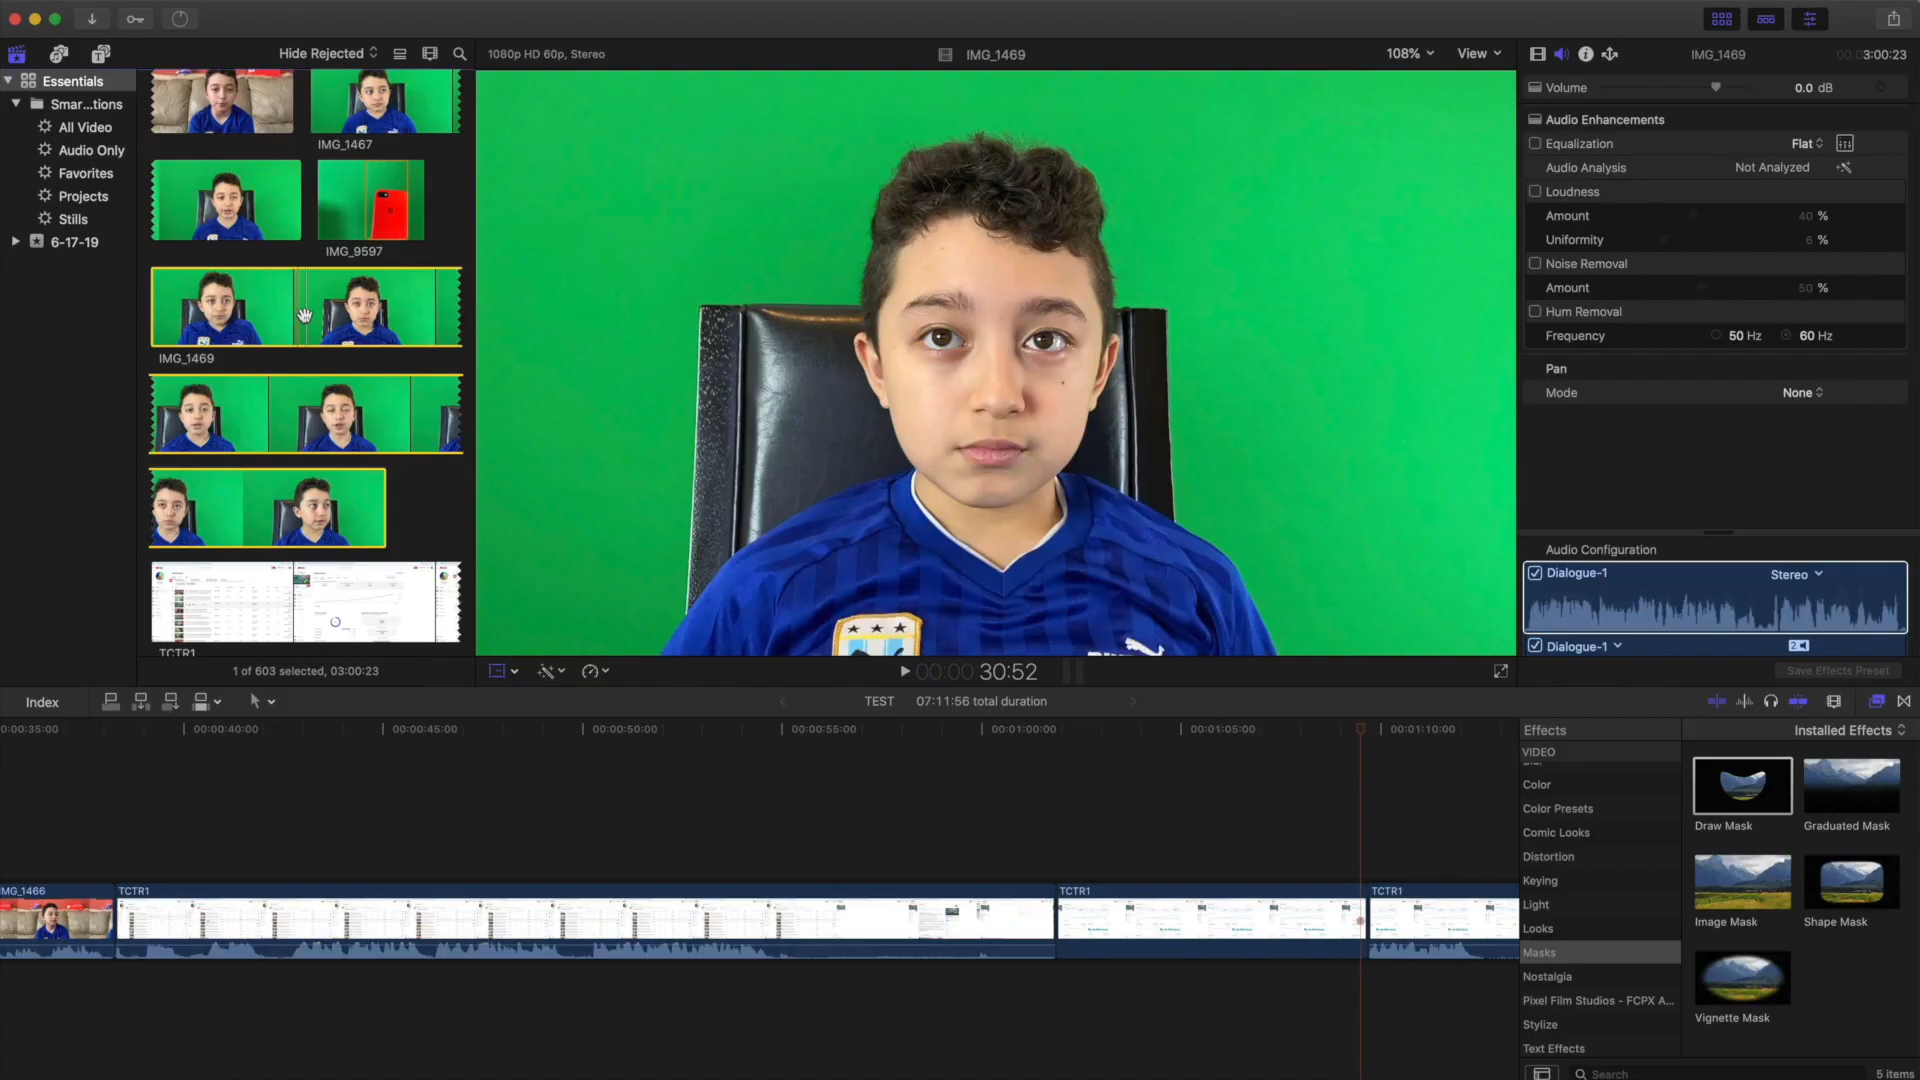 Hide Rejected
1080p HD 60p, Stereo
IMG_1469
108%
View
IMG_1469
3:00:23
Essentials
Smar...tions
All Video
Audio Only
Favorites
Projects
Stills
6-17-19
IMG_1467
IMG_9597
IMG_1469
TCTR1
1 of 603 selected, 03:00:23
Volume
0.0 dB
Audio Enhancements
Equalization
Flat
Audio Analysis
Not Analyzed
Loudness
Amount
40 %
Uniformity
6 %
Noise Removal
Amount
50 %
Hum Removal
Frequency
50 Hz
60 Hz
Pan
Mode
None
Audio Configuration
Dialogue-1
Stereo
Dialogue-1
Save Effects Preset
00:00:30:52
Index
TEST
07:11:56 total duration
0:00:35:00
00:00:40:00
00:00:45:00
00:00:50:00
00:00:55:00
00:01:00:00
00:01:05:00
00:01:10:00
MG_1466
TCTR1
TCTR1
TCTR1
Effects
Installed Effects
VIDEO
Color
Color Presets
Comic Looks
Distortion
Keying
Light
Looks
Masks
Nostalgia
Pixel Film Studios - FCPX A...
Stylize
Text Effects
Draw Mask
Graduated Mask
Image Mask
Shape Mask
Vignette Mask
Search
5 items